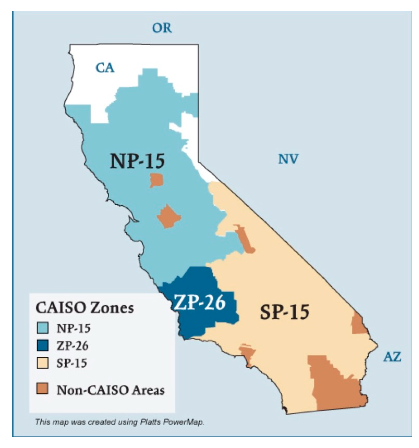 OR
CA
NP-15
NV
ZP-26
SP-15
AZ
CAISO Zones
NP-15
ZP-26
SP-15
Non-CAISO Areas
This map was created using Platts PowerMap.